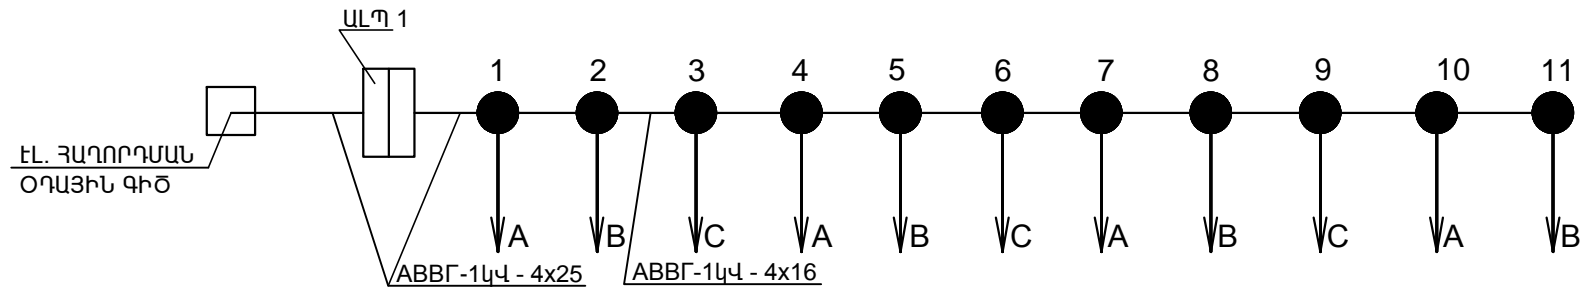 ԱԼՊ 1
1 2 3 4 5 6 7 8 9 10 11
ԷԼ. ՀԱՂՈՐԴՄԱՆ
ՕԴԱՅԻՆ ԳԻԾ
A B C A B C A B C A B
АВВГ-1կՎ - 4x25
АВВГ-1կՎ - 4x16